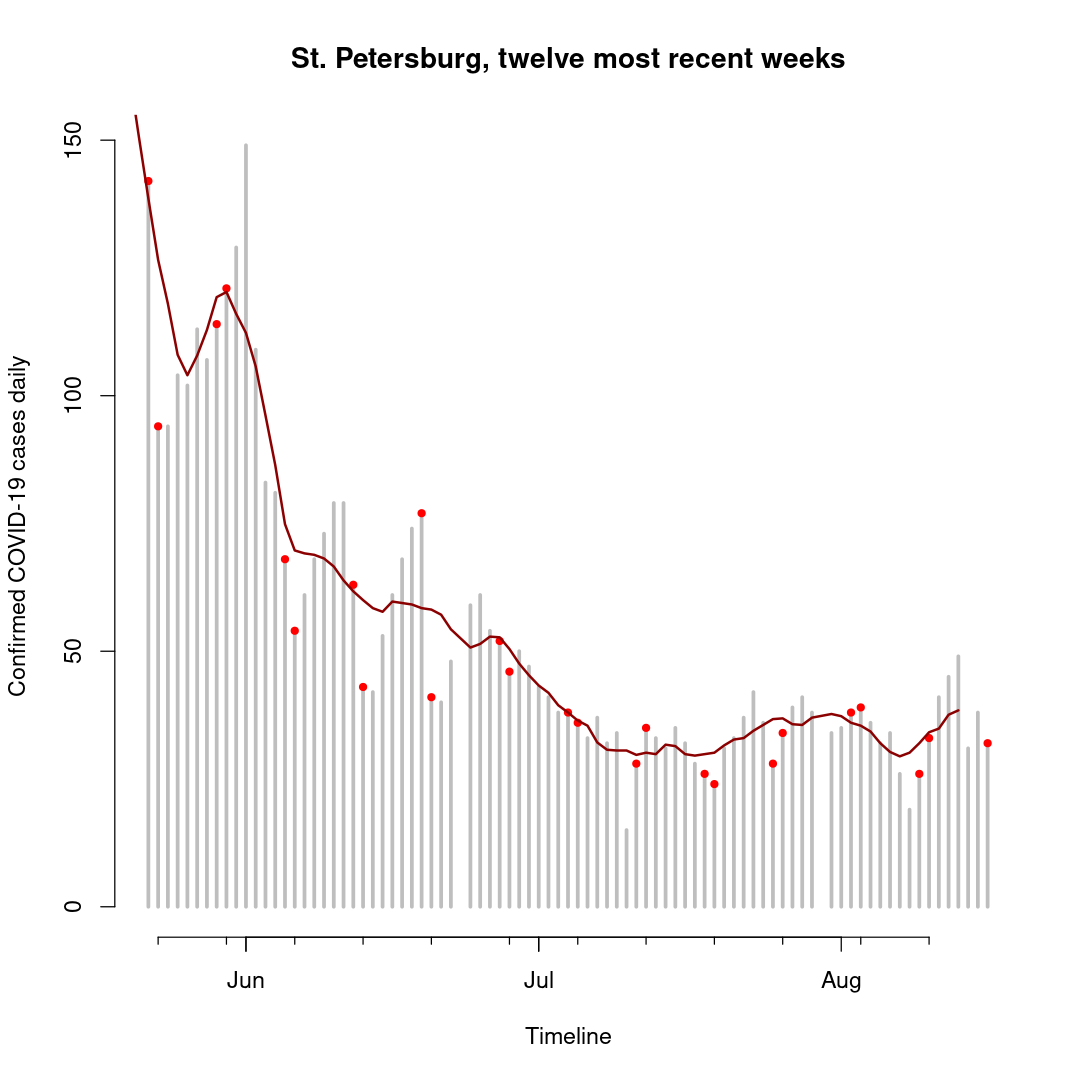 St. Petersburg, twelve most recent weeks
150
100
50
0
Confirmed COVID-19 cases daily
Jun Jul Aug
Timeline